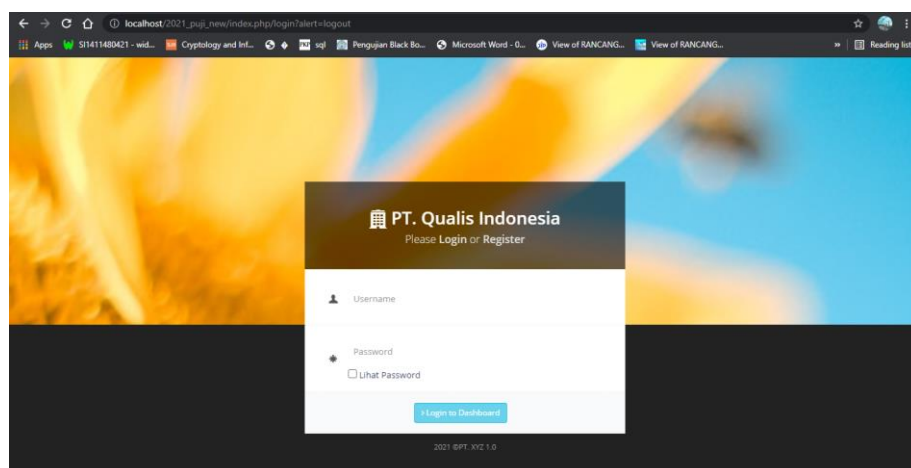 localhost/2021_puji_new/index.php/login?alert=logout
Apps SI1411480421 - wid... Cryptology and Inf... sql Pengujian Black Bo... Microsoft Word - 0... View of RANCANG... View of RANCANG... » Reading list
PT. Qualis Indonesia
Please Login or Register
Username
Password
Lihat Password
Login to Dashboard
2021 ©PT. XYZ 1.0